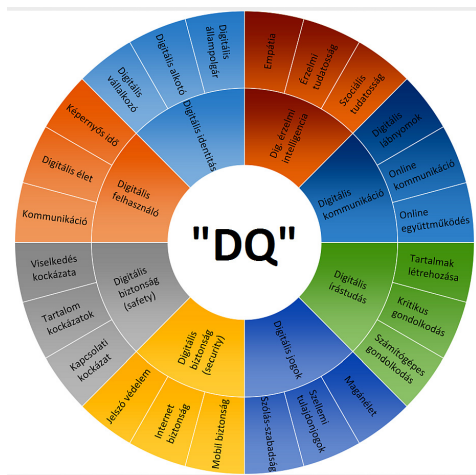 "DQ"
Digitális identitás
Digitális
vállalkozó
Digitális alkotó
Digitális
állampolgár
Dig. érzelmi
intelligencia
Empátia
Érzelmi
tudatosság
Szociális
tudatosság
Digitális
kommunikáció
Digitális
lábnyomok
Online
kommunikáció
Online
együttműködés
Digitális
írástudás
Tartalmak
létrehozása
Kritikus
gondolkodás
Számítógépes
gondolkodás
Digitális jogok
Magánélet
Szellemi
tulajdonjogok
Szólás-szabadság
Digitális
biztonság
(security)
Mobil biztonság
Internet
biztonság
Jelszó védelem
Digitális
biztonság
(safety)
Kapcsolati
kockázat
Tartalom
kockázatok
Viselkedés
kockázata
Digitális
felhasználó
Kommunikáció
Digitális élet
Képernyős idő